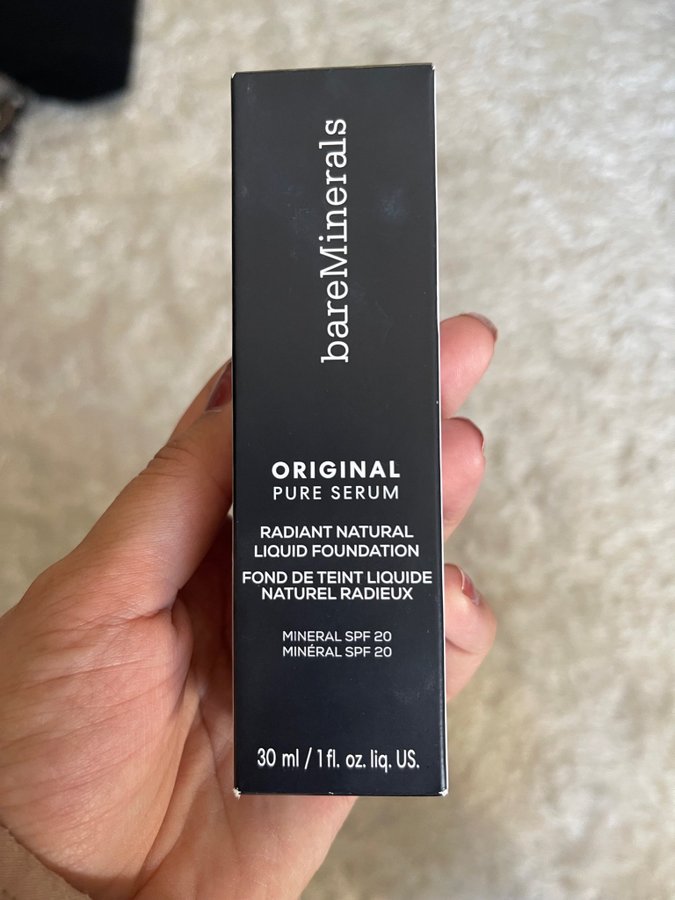 bareMinerals
ORIGINAL
PURE SERUM
RADIANT NATURAL
LIQUID FOUNDATION
FOND DE TEINT LIQUIDE
NATUREL RADIEUX
MINERAL SPF 20
MINÉRAL SPF 20
30 ml / 1 fl. oz. liq. US.